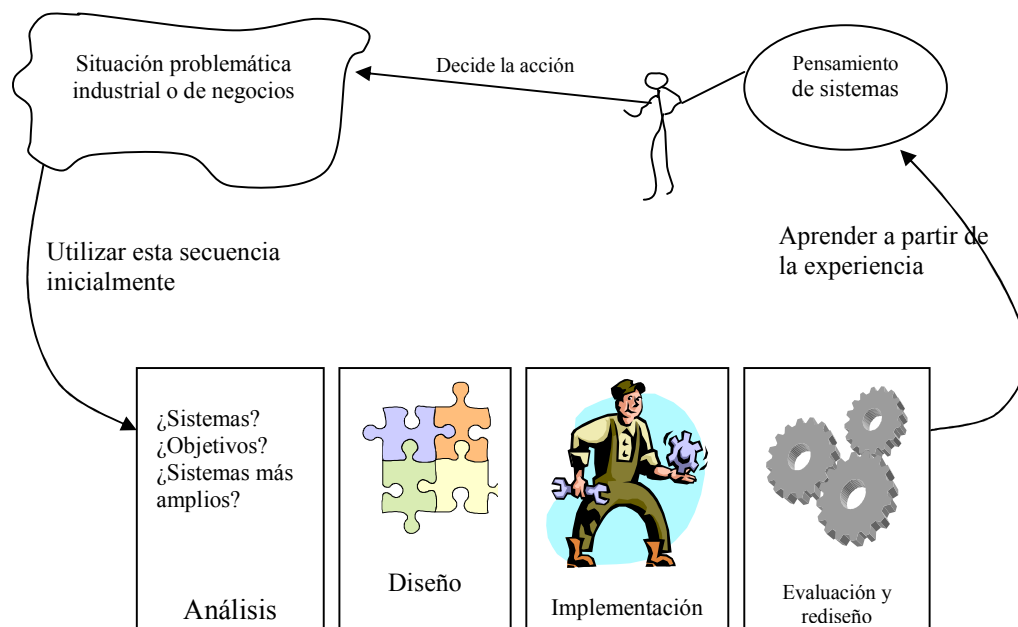 Situación problemática
industrial o de negocios
Decide la acción
Pensamiento
de sistemas
Utilizar esta secuencia
inicialmente
Aprender a partir de
la experiencia
¿Sistemas?
¿Objetivos?
¿Sistemas más
amplios?
Análisis
Diseño
Implementación
Evaluación y
rediseño